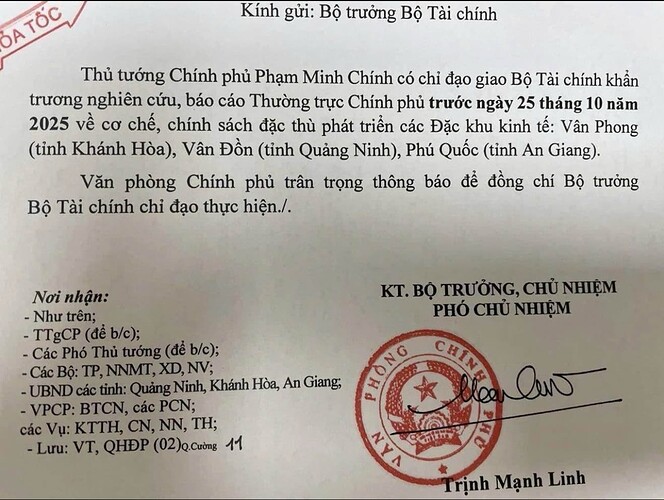 ỎA TỐC
Kính gửi: Bộ trưởng Bộ Tài chính
Thủ tướng Chính phủ Phạm Minh Chính có chỉ đạo giao Bộ Tài chính khẩn
trương nghiên cứu, báo cáo Thường trực Chính phủ trước ngày 25 tháng 10 năm
2025 về cơ chế, chính sách đặc thù phát triển các Đặc khu kinh tế: Vân Phong
(tỉnh Khánh Hòa), Vân Đồn (tỉnh Quảng Ninh), Phú Quốc (tỉnh An Giang).
Văn phòng Chính phủ trân trọng thông báo để đồng chí Bộ trưởng
Bộ Tài chính chỉ đạo thực hiện./.
Nơi nhận:
- Như trên;
- TTgCP (để b/c);
- Các Phó Thủ tướng (để b/c);
- Các Bộ: TP, NNMT, XD, NV;
- UBND các tỉnh: Quảng Ninh, Khánh Hòa, An Giang;
- VPCP: BTCN, các PCN;
các Vụ: KTTH, CN, NN, TH;
- Lưu: VT, QHĐP (02)Q.Cường 11
KT. BỘ TRƯỞNG, CHỦ NHIỆM
PHÓ CHỦ NHIỆM
VĂN PHÒNG CHÍNH PHỦ
Trịnh Mạnh Linh